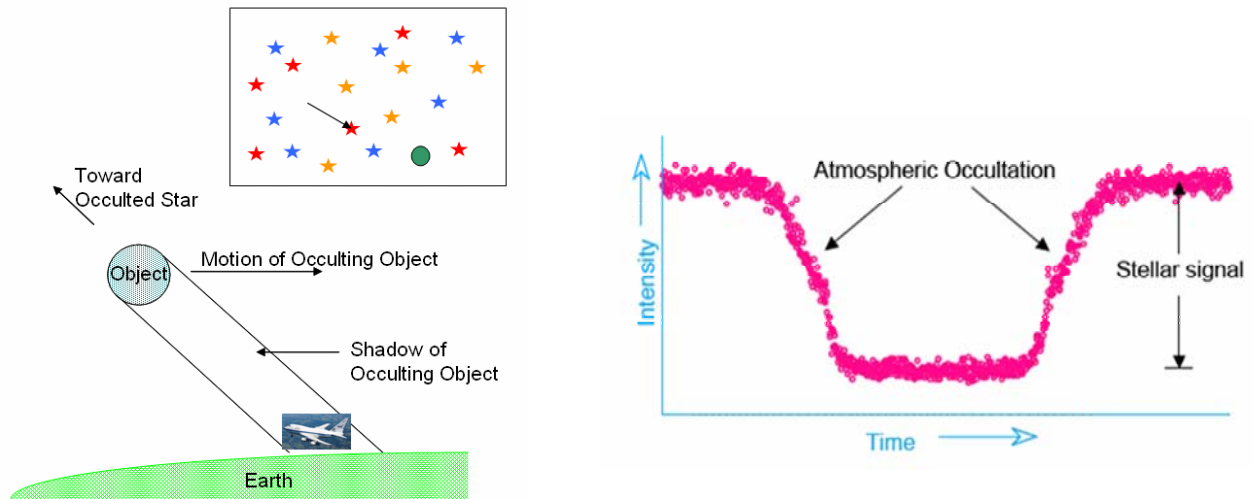 Toward
Occulted Star
Object
Motion of Occulting Object
Shadow of
Occulting Object
Earth
Atmospheric Occultation
Stellar signal
Intensity
Time